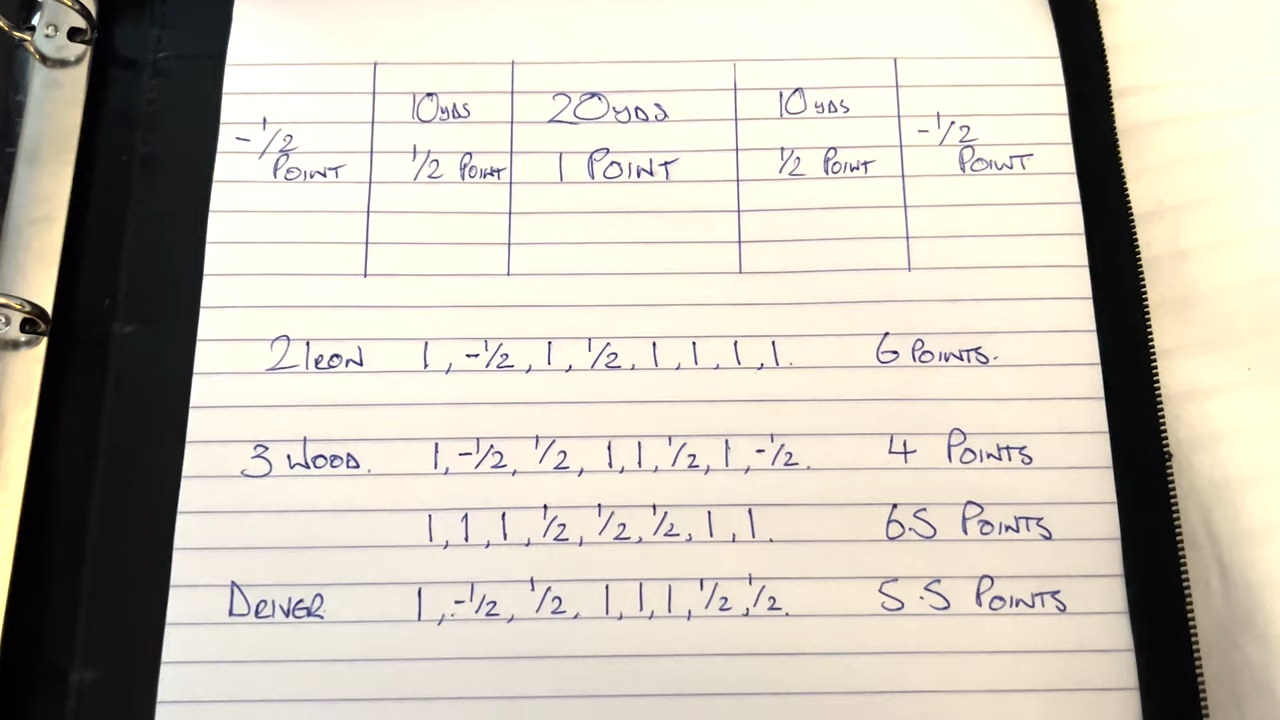 10yds 20yds 10yds
-1/2 POINT 1/2 POINT 1 POINT 1/2 POINT -1/2 POINT
2 IRON 1, -1/2, 1, 1/2, 1, 1, 1, 1. 6 POINTS.
3 WOOD. 1, -1/2, 1/2, 1, 1, 1/2, 1, -1/2. 4 POINTS
1, 1, 1, 1/2, 1/2, 1/2, 1, 1. 6.5 POINTS
DRIVER 1, -1/2, 1/2, 1, 1, 1, 1/2, 1/2. 5.5 POINTS